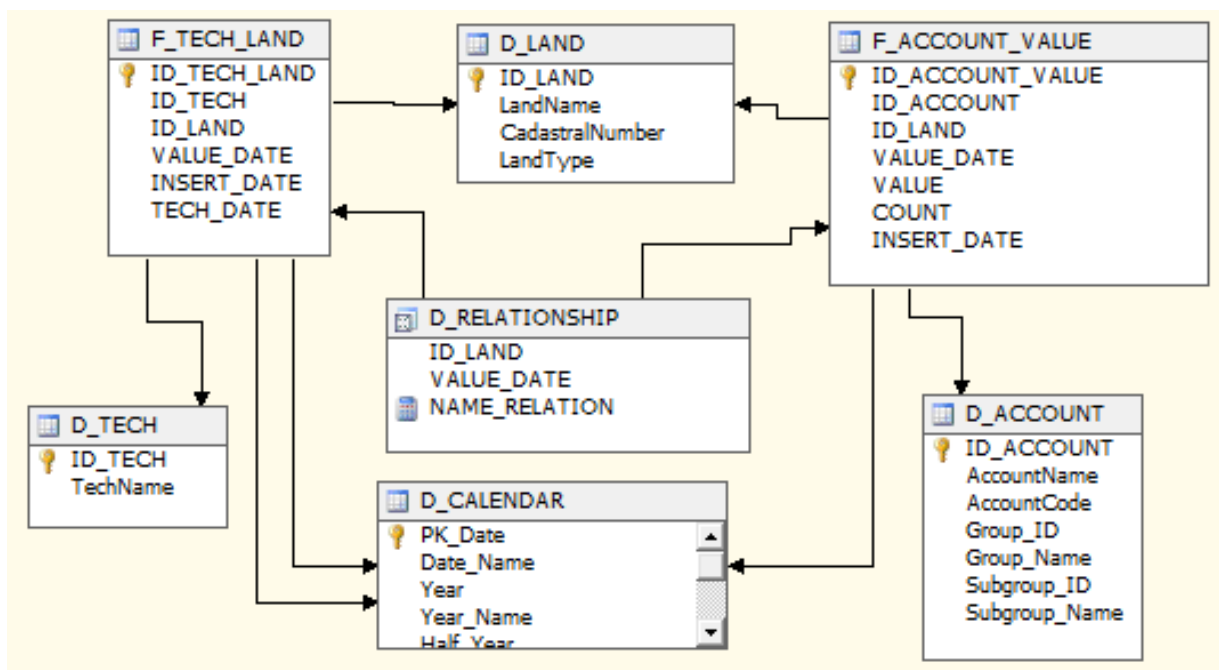 F_TECH_LAND
ID_TECH_LAND
ID_TECH
ID_LAND
VALUE_DATE
INSERT_DATE
TECH_DATE
D_LAND
ID_LAND
LandName
CadastralNumber
LandType
F_ACCOUNT_VALUE
ID_ACCOUNT_VALUE
ID_ACCOUNT
ID_LAND
VALUE_DATE
VALUE
COUNT
INSERT_DATE
D_RELATIONSHIP
ID_LAND
VALUE_DATE
NAME_RELATION
D_TECH
ID_TECH
TechName
D_CALENDAR
PK_Date
Date_Name
Year
Year_Name
Half_Year
D_ACCOUNT
ID_ACCOUNT
AccountName
AccountCode
Group_ID
Group_Name
Subgroup_ID
Subgroup_Name